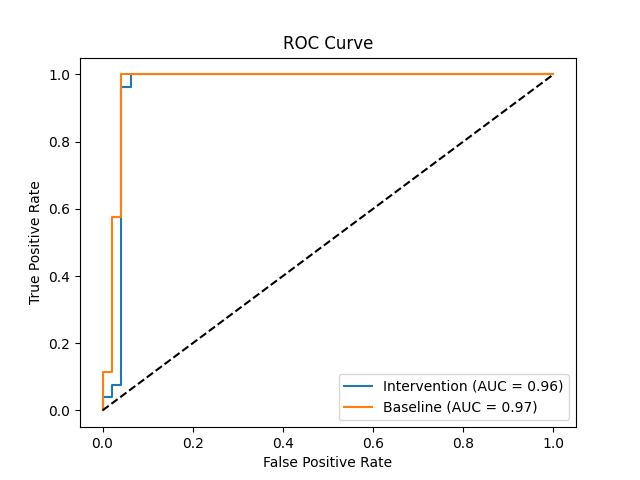 ROC Curve
True Positive Rate
1.0
0.8
0.6
0.4
0.2
0.0
Intervention (AUC = 0.96)
Baseline (AUC = 0.97)
0.0 0.2 0.4 0.6 0.8 1.0
False Positive Rate